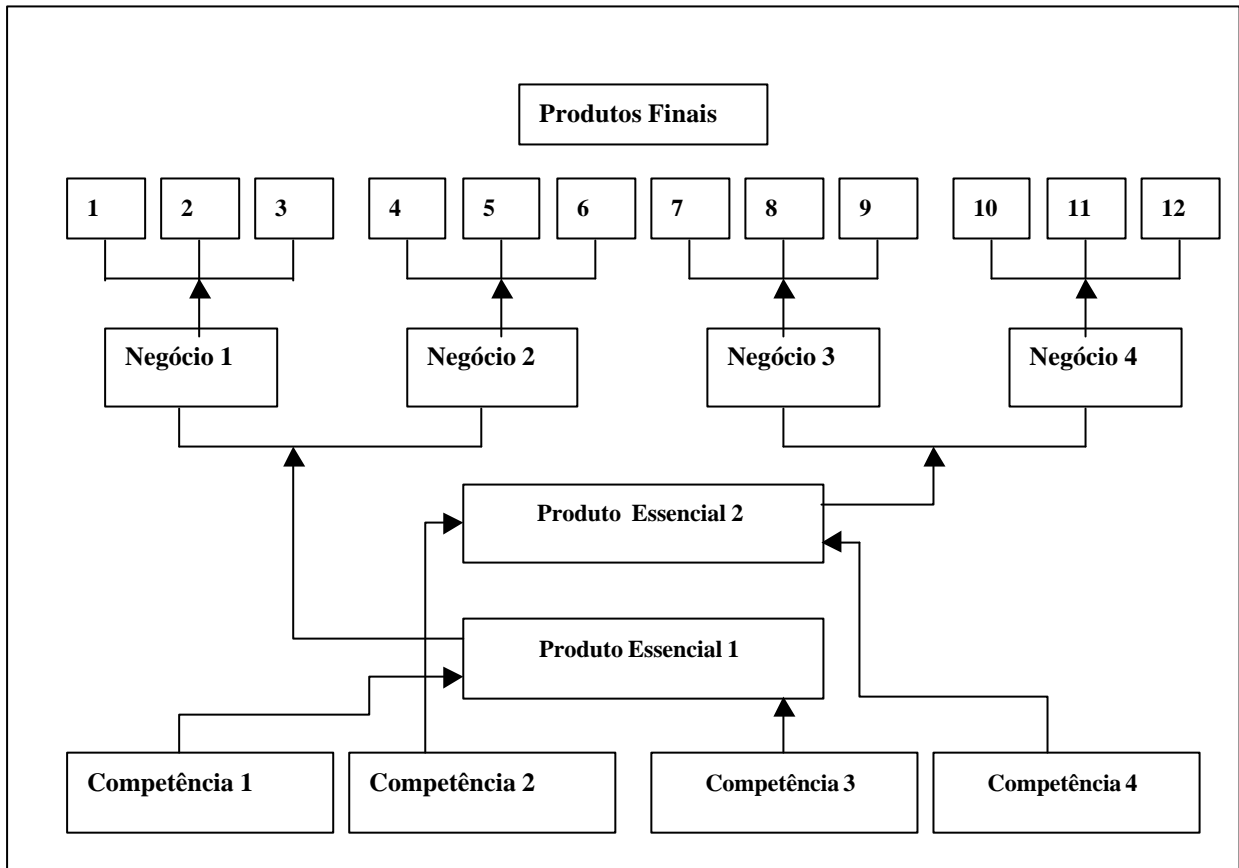 Produtos Finais
1 2 3 4 5 6 7 8 9 10 11 12
Negócio 1 Negócio 2 Negócio 3 Negócio 4
Produto Essencial 2
Produto Essencial 1
Competência 1 Competência 2 Competência 3 Competência 4